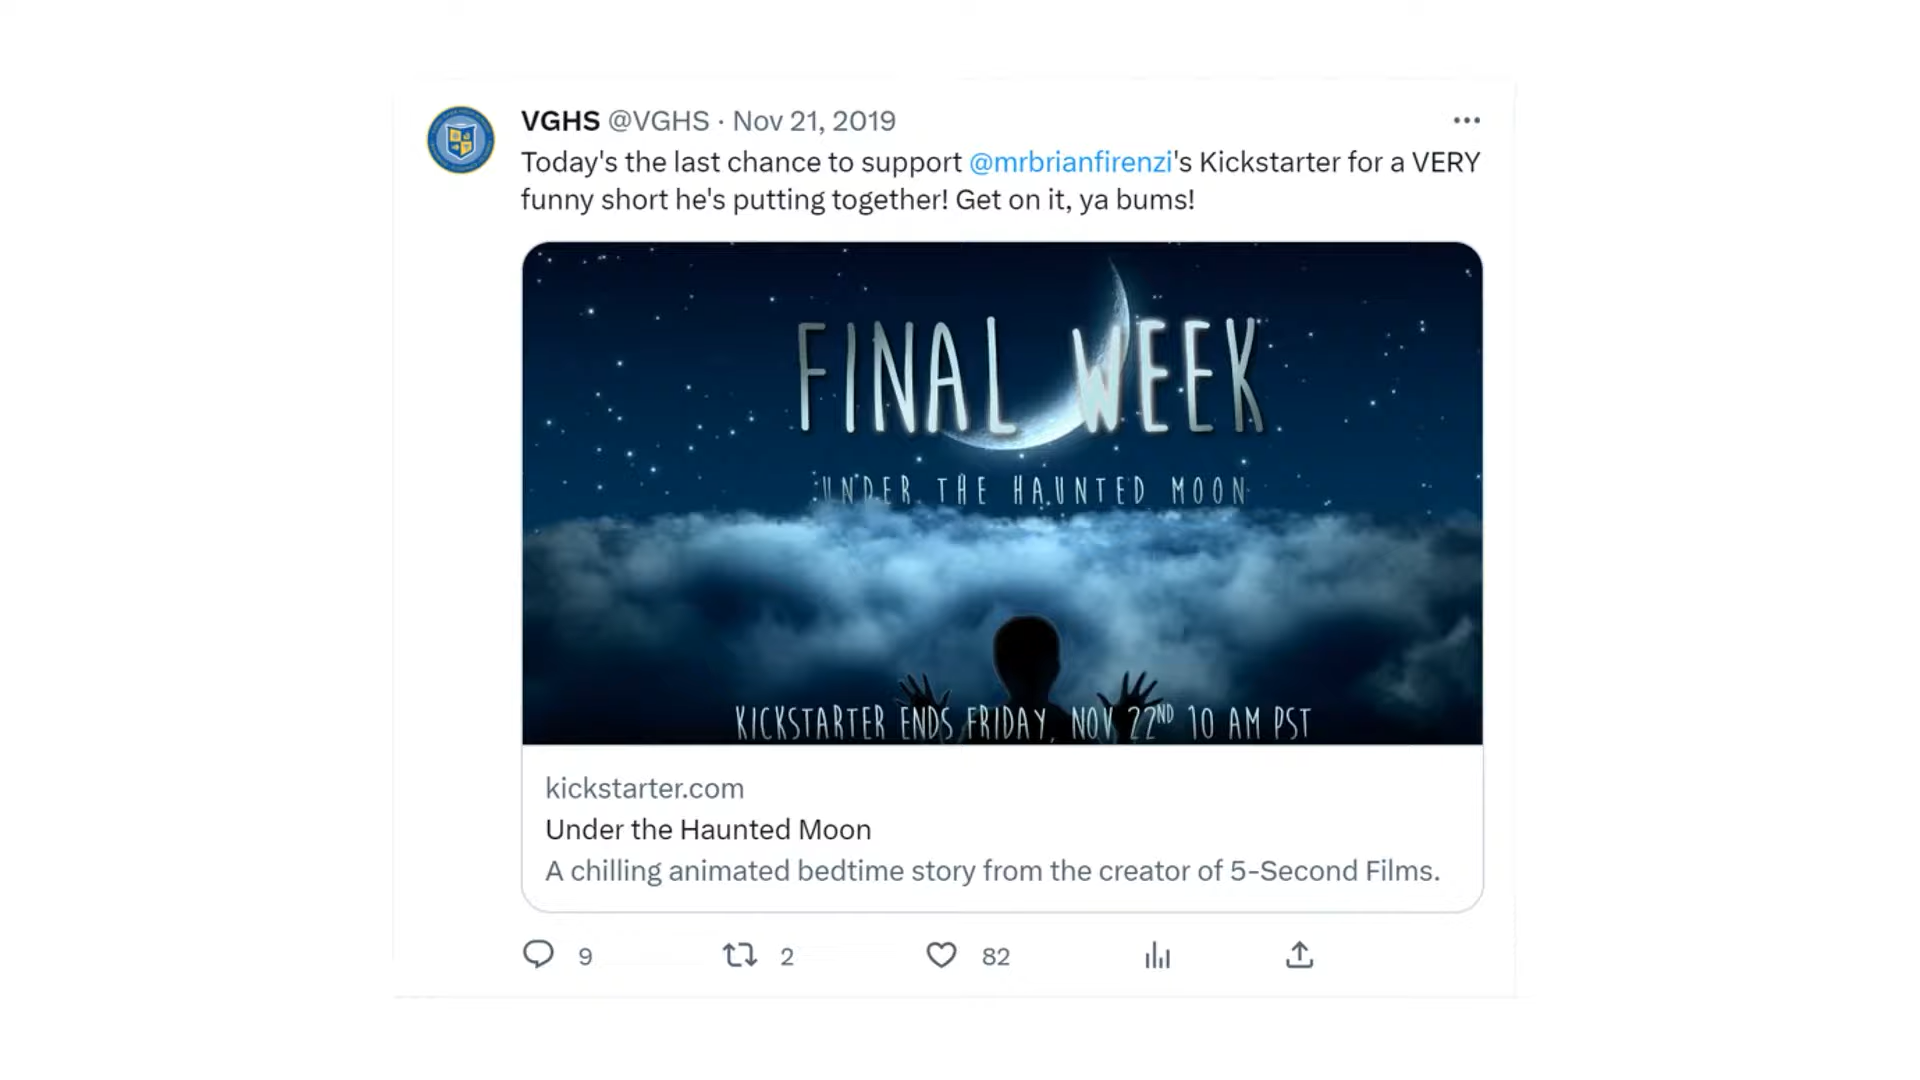 VGHS @VGHS · Nov 21, 2019
Today's the last chance to support @mrbrianfirenzi's Kickstarter for a VERY
funny short he's putting together! Get on it, ya bums!
FINAL WEEK
UNDER THE HAUNTED MOON
KICKSTARTER ENDS FRIDAY, NOV 22ND 10 AM PST
kickstarter.com
Under the Haunted Moon
A chilling animated bedtime story from the creator of 5-Second Films.
9 2 82